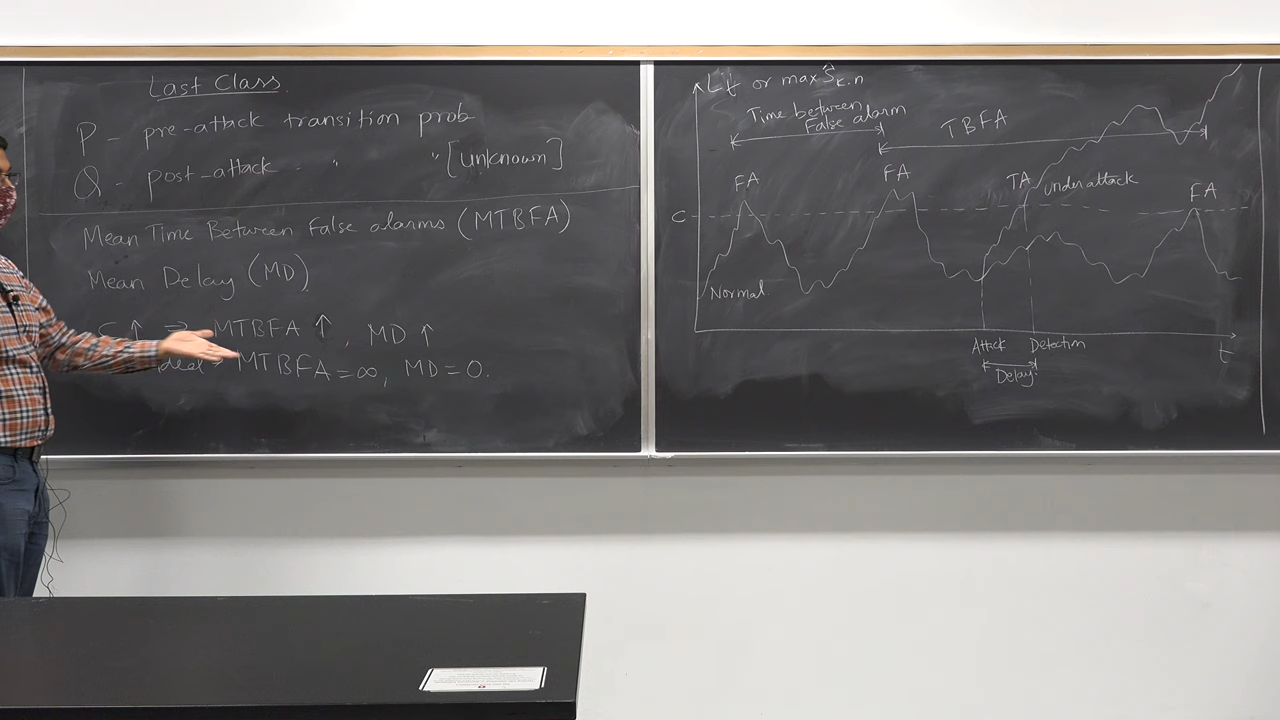 Last Class.
P - pre-attack transition prob
Q - post-attack - " " [unknown]
Mean Time Between False alarms (MTBFA)
Mean Delay (MD)
C ↑ ⇒ MTBFA ↑, MD ↑
MTBFA = ∞, MD = 0.
or max Ŝk,n
Time between
False alarm
TBFA
FA
FA
TA
under attack
FA
C
Normal
Attack
Detection
t
Delay